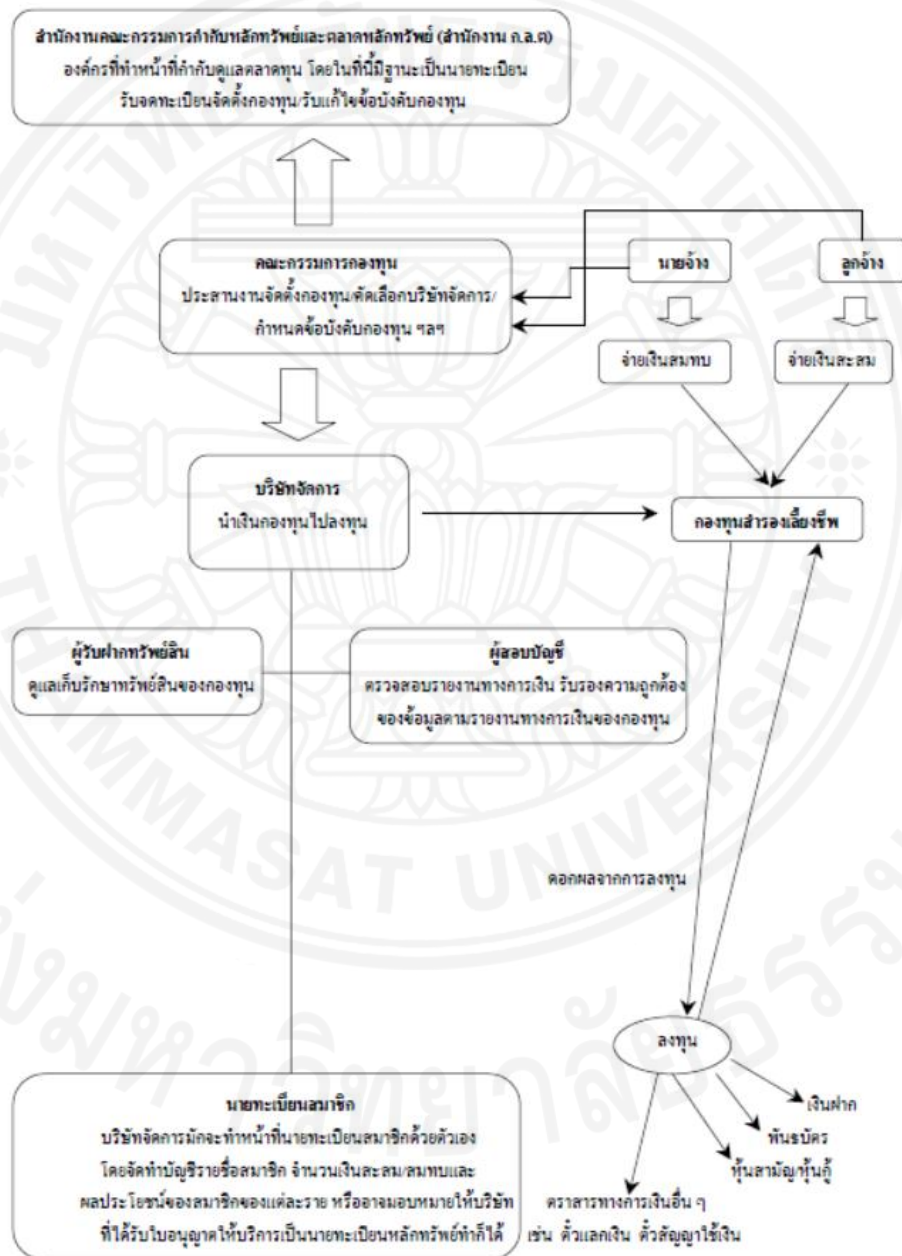 สำนักงานคณะกรรมการกำกับหลักทรัพย์และตลาดหลักทรัพย์ (สำนักงาน ก.ล.ต)
องค์กรที่ทำหน้าที่กำกับดูแลตลาดทุน โดยในที่นี้มีฐานะเป็นนายทะเบียน
รับจดทะเบียนจัดตั้งกองทุน/รับแก้ไขข้อบังคับกองทุน
คณะกรรมการกองทุน
ประสานงานจัดตั้งกองทุน/คัดเลือกบริษัทจัดการ/
กำหนดข้อบังคับกองทุน ฯลฯ
นายจ้าง
ลูกจ้าง
จ่ายเงินสมทบ
จ่ายเงินสะสม
บริษัทจัดการ
นำเงินกองทุนไปลงทุน
กองทุนสำรองเลี้ยงชีพ
ผู้รับฝากทรัพย์สิน
ดูแลเก็บรักษาทรัพย์สินของกองทุน
ผู้สอบบัญชี
ตรวจสอบรายงานทางการเงิน รับรองความถูกต้อง
ของข้อมูลตามรายงานทางการเงินของกองทุน
ดอกผลจากการลงทุน
ลงทุน
เงินฝาก
พันธบัตร
หุ้นสามัญ/หุ้นกู้
ตราสารทางการเงินอื่น ๆ
เช่น ตั๋วแลกเงิน ตั๋วสัญญาใช้เงิน
นายทะเบียนสมาชิก
บริษัทจัดการมักจะทำหน้าที่นายทะเบียนสมาชิกด้วยตัวเอง
โดยจัดทำบัญชีรายชื่อสมาชิก จำนวนเงินสะสม/สมทบและ
ผลประโยชน์ของสมาชิกของแต่ละราย หรืออาจมอบหมายให้บริษัท
ที่ได้รับใบอนุญาตให้บริการเป็นนายทะเบียนหลักทรัพย์ทำก็ได้
THAMMASAT UNIVERSITY
มหาวิทยาลัยธรรม